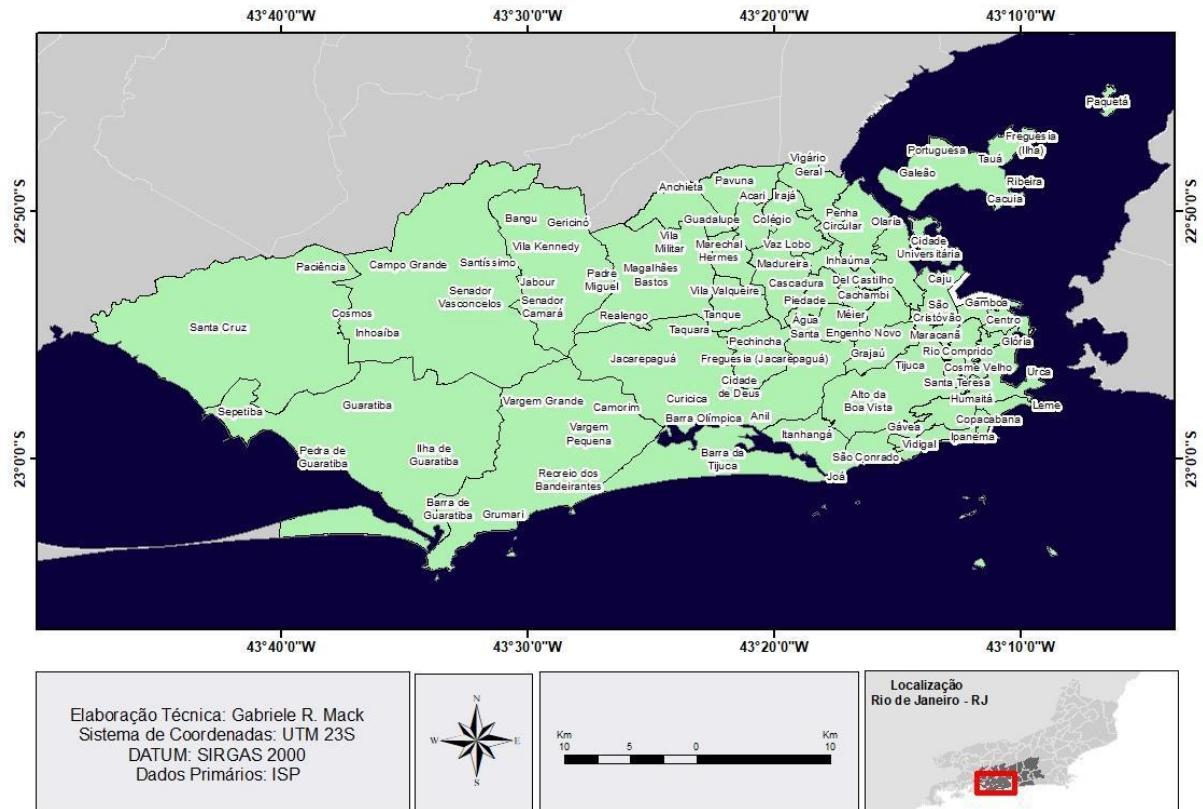 43°40'0"W
43°30'0"W
43°20'0"W
43°10'0"W
22°50'0"S
23°0'0"S
22°50'0"S
23°0'0"S
Paquetá
Freguesia
(Ilha)
Portuguesa
Tauá
Galeão
Ribeira
Cacuia
Vigário
Geral
Pavuna
Anchieta
Acari
Irajá
Bangu
Gericinó
Guadalupe
Colégio
Penha
Circular
Olaria
Vila
Militar
Vila Kennedy
Marechal
Hermes
Vaz Lobo
Cidade
Universitária
Paciência
Campo Grande
Santíssimo
Madureira
Inhaúma
Padre
Miguel
Magalhães
Bastos
Jabour
Cascadura
Del Castilho
Caju
Senador
Vasconcelos
Vila Valqueire
Cachambi
Senador
Camará
Piedade
Gamboa
Cosmos
Realengo
Tanque
Água
Santa
Méier
São
Cristóvão
Centro
Santa Cruz
Inhoaíba
Taquara
Engenho Novo
Maracanã
Glória
Pechincha
Jacarepaguá
Freguesia (Jacarepaguá)
Grajaú
Rio Comprido
Tijuca
Cosme Velho
Urca
Cidade
de Deus
Santa Teresa
Alto da
Boa Vista
Humaitá
Sepetiba
Guaratiba
Vargem Grande
Camorim
Curicica
Leme
Barra Olímpica
Anil
Copacabana
Vargem
Pequena
Itanhangá
Gávea
Ipanema
Vidigal
Pedra de
Guaratiba
Ilha de
Guaratiba
Barra da
Tijuca
São Conrado
Recreio dos
Bandeirantes
Joá
Barra de
Guaratiba
Grumari
43°40'0"W
43°30'0"W
43°20'0"W
43°10'0"W
Elaboração Técnica: Gabriele R. Mack
Sistema de Coordenadas: UTM 23S
DATUM: SIRGAS 2000
Dados Primários: ISP
N
W
E
S
Km
10
5
0
Km
10
Localização
Rio de Janeiro - RJ